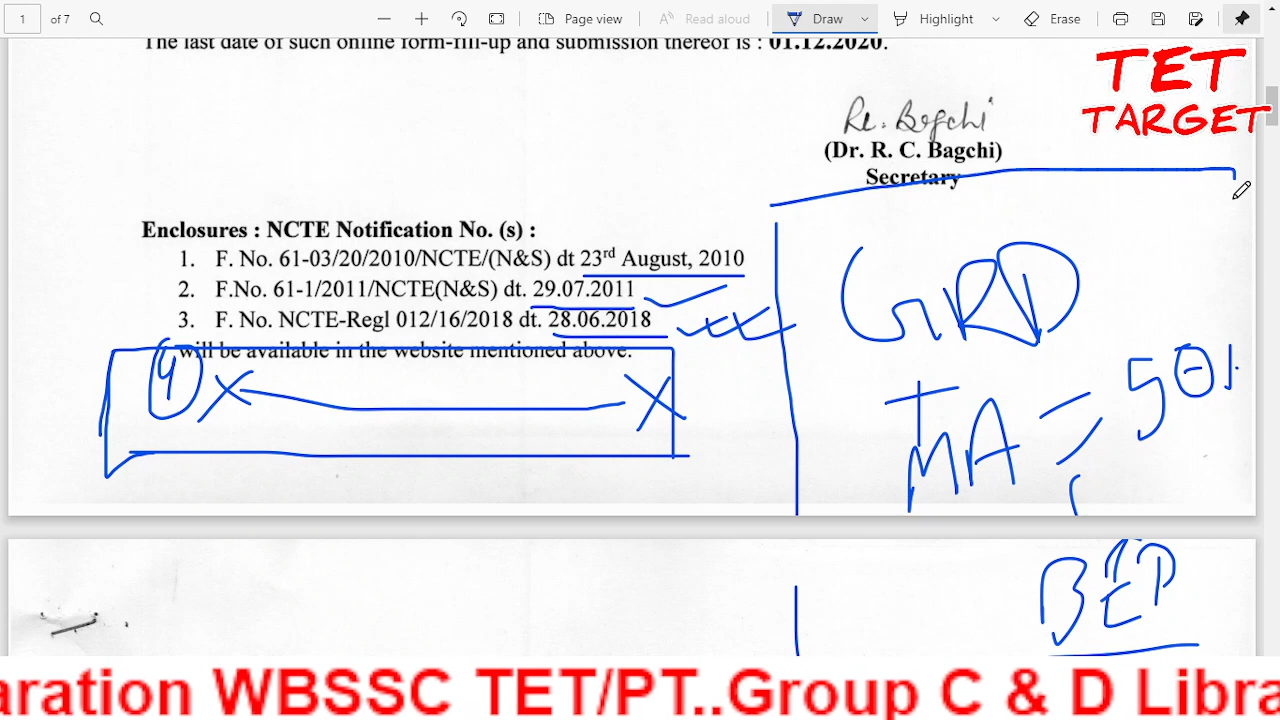 1 of 7 Page view Read aloud Draw Highlight Erase
The last date of such online form-fill-up and submission thereof is : 01.12.2020.
TET
TARGET
Rc. Bagchi
(Dr. R. C. Bagchi)
Secretary
Enclosures : NCTE Notification No. (s) :
1. F. No. 61-03/20/2010/NCTE/(N&S) dt 23rd August, 2010
2. F.No. 61-1/2011/NCTE(N&S) dt. 29.07.2011
3. F. No. NCTE-Regl 012/16/2018 dt. 28.06.2018
will be available in the website mentioned above.
GRD
MA = 50%
BED
aration WBSSC TET/PT..Group C & D Libra